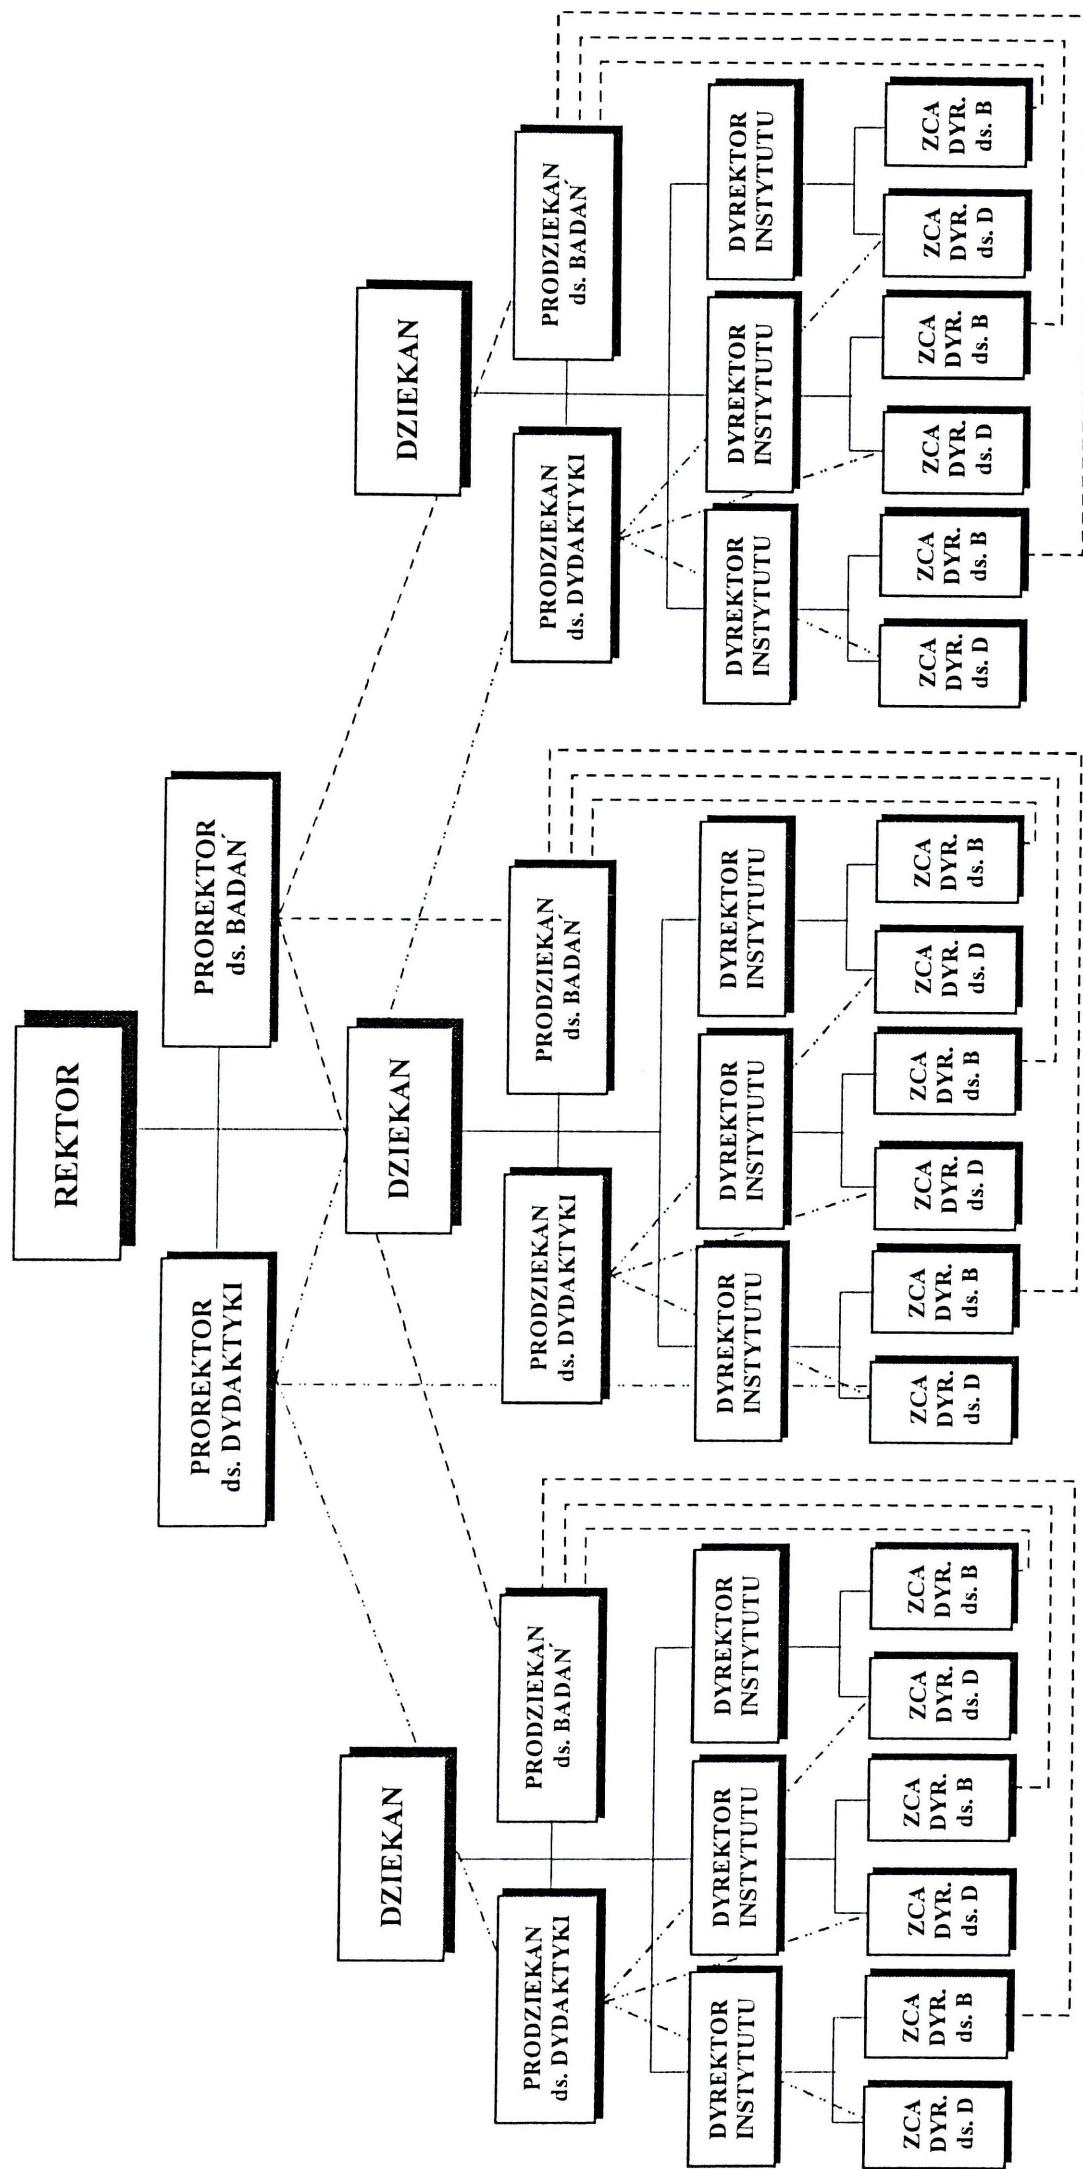 REKTOR
PROREKTOR
ds. DYDAKTYKI
PROREKTOR
ds. BADAŃ
DZIEKAN
DZIEKAN
DZIEKAN
PRODZIEKAN
ds. DYDAKTYKI
PRODZIEKAN
ds. BADAŃ
PRODZIEKAN
ds. DYDAKTYKI
PRODZIEKAN
ds. BADAŃ
PRODZIEKAN
ds. DYDAKTYKI
PRODZIEKAN
ds. BADAŃ
DYREKTOR
INSTYTUTU
DYREKTOR
INSTYTUTU
DYREKTOR
INSTYTUTU
DYREKTOR
INSTYTUTU
DYREKTOR
INSTYTUTU
DYREKTOR
INSTYTUTU
DYREKTOR
INSTYTUTU
DYREKTOR
INSTYTUTU
DYREKTOR
INSTYTUTU
ZCA
DYR.
ds. D
ZCA
DYR.
ds. B
ZCA
DYR.
ds. D
ZCA
DYR.
ds. B
ZCA
DYR.
ds. D
ZCA
DYR.
ds. B
ZCA
DYR.
ds. D
ZCA
DYR.
ds. B
ZCA
DYR.
ds. D
ZCA
DYR.
ds. B
ZCA
DYR.
ds. D
ZCA
DYR.
ds. B
ZCA
DYR.
ds. D
ZCA
DYR.
ds. B
ZCA
DYR.
ds. D
ZCA
DYR.
ds. B
ZCA
DYR.
ds. D
ZCA
DYR.
ds. B